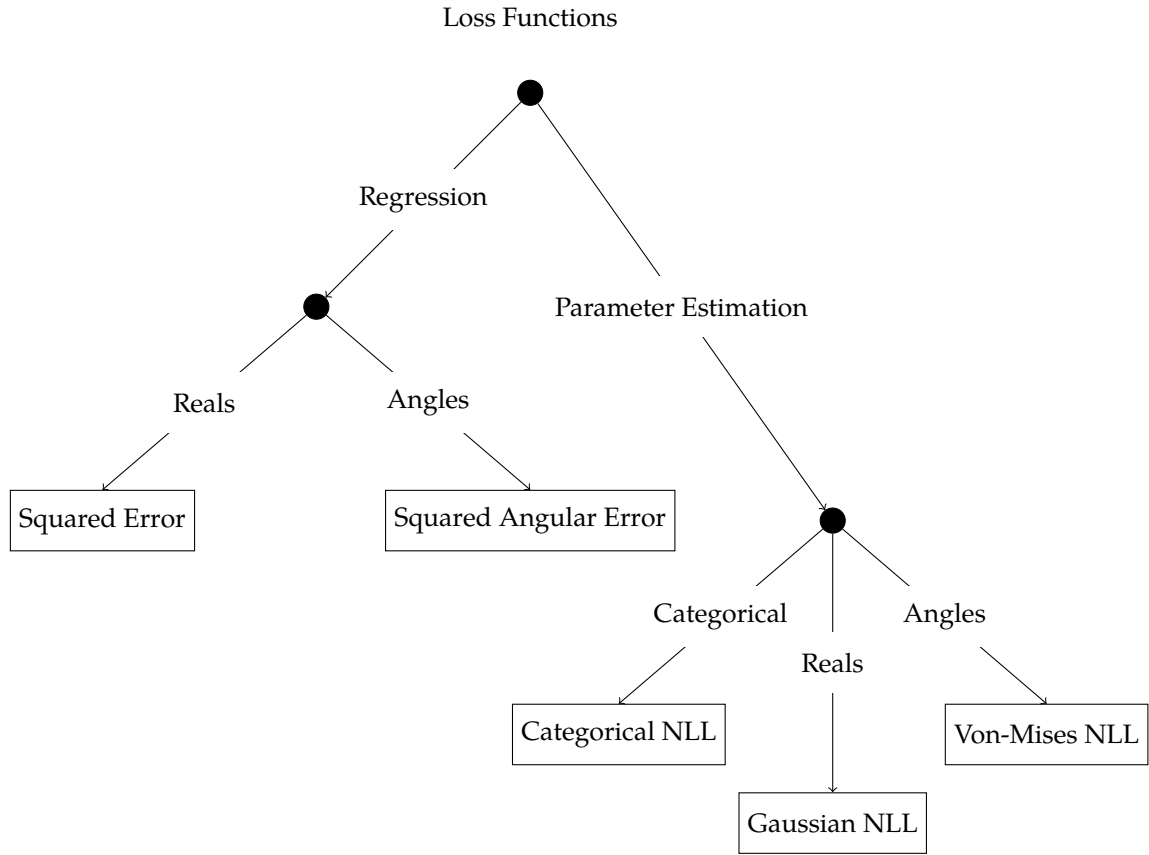 Loss Functions
Regression
Parameter Estimation
Reals
Angles
Squared Error
Squared Angular Error
Categorical
Angles
Reals
Categorical NLL
Von-Mises NLL
Gaussian NLL